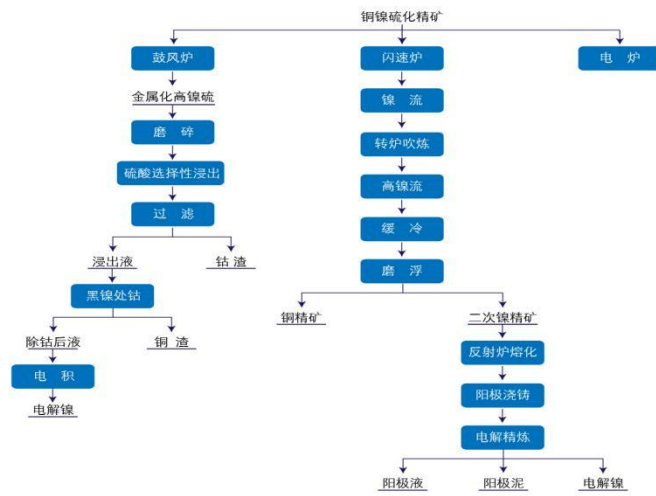 铜镍硫化精矿
鼓风炉
闪速炉
电 炉
金属化高镍硫
镍 流
磨 碎
转炉吹炼
硫酸选择性浸出
高镍流
过 滤
缓 冷
浸出液
钴 渣
磨 浮
黑镍处钴
铜精矿
二次镍精矿
除钴后液
铜 渣
反射炉熔化
电 积
阳极浇铸
电解镍
电解精炼
阳极液
阳极泥
电解镍